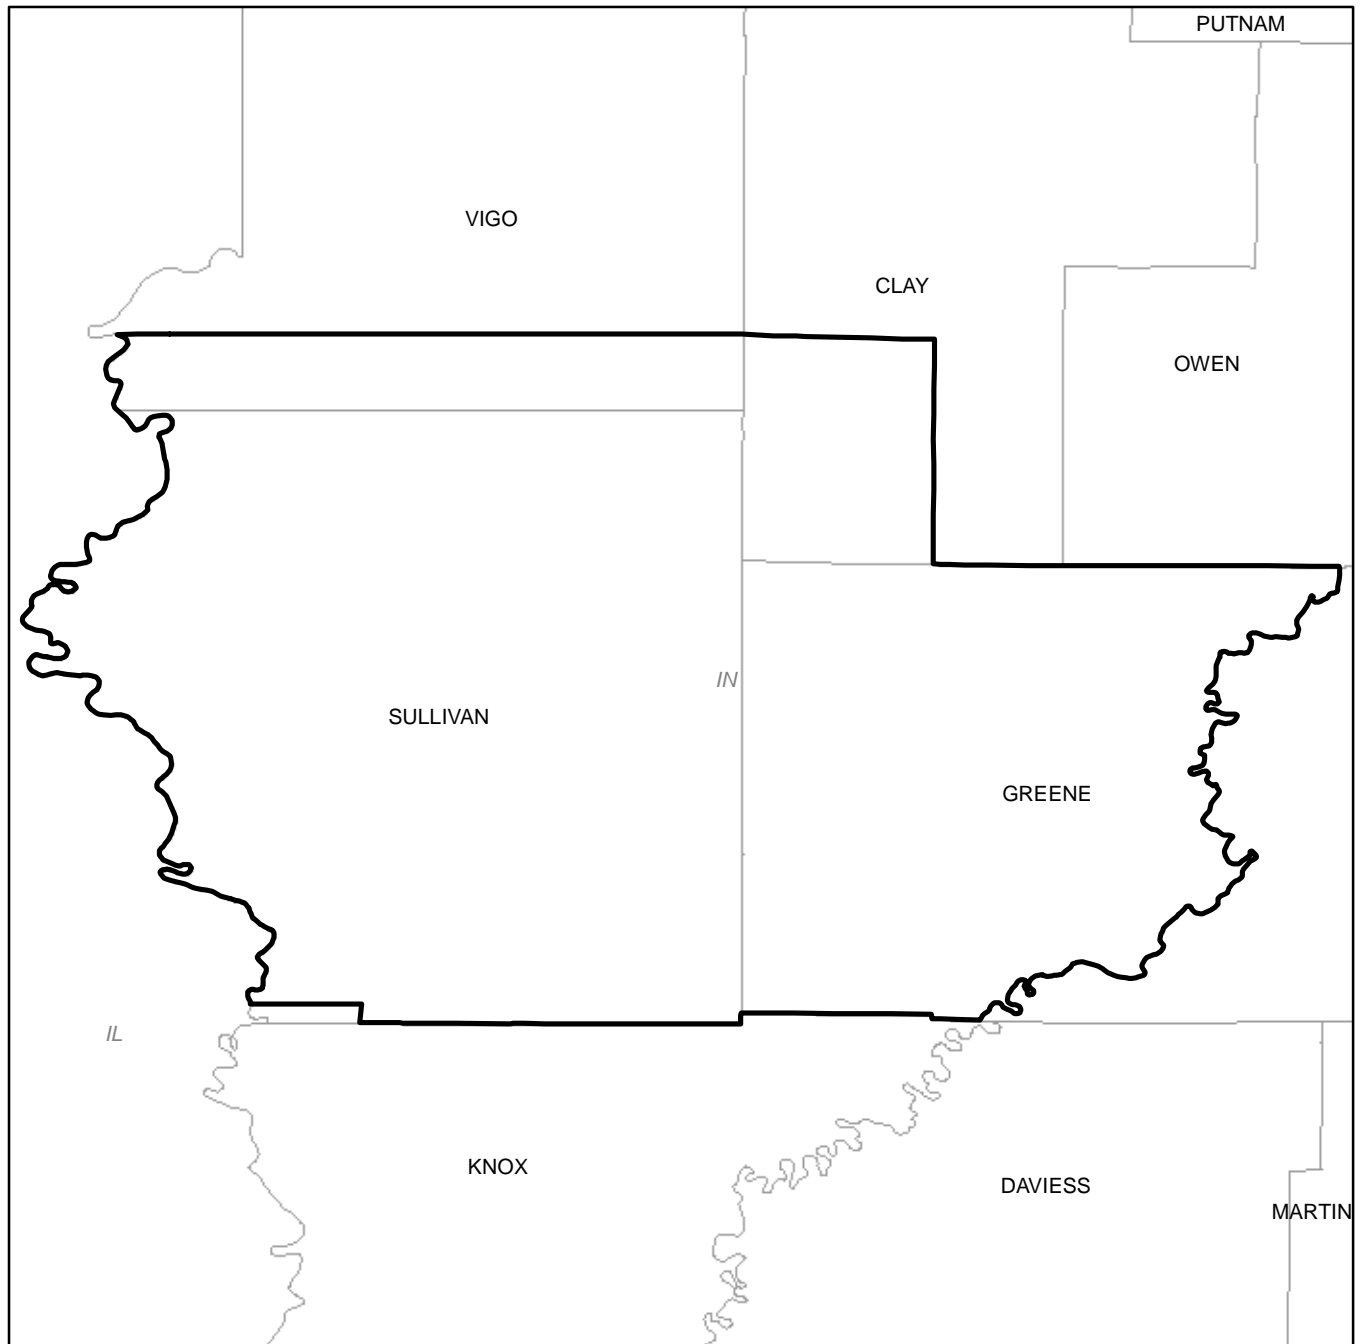 PUTNAM
VIGO
CLAY
OWEN
IN
SULLIVAN
GREENE
IL
KNOX
DAVIESS
MARTIN